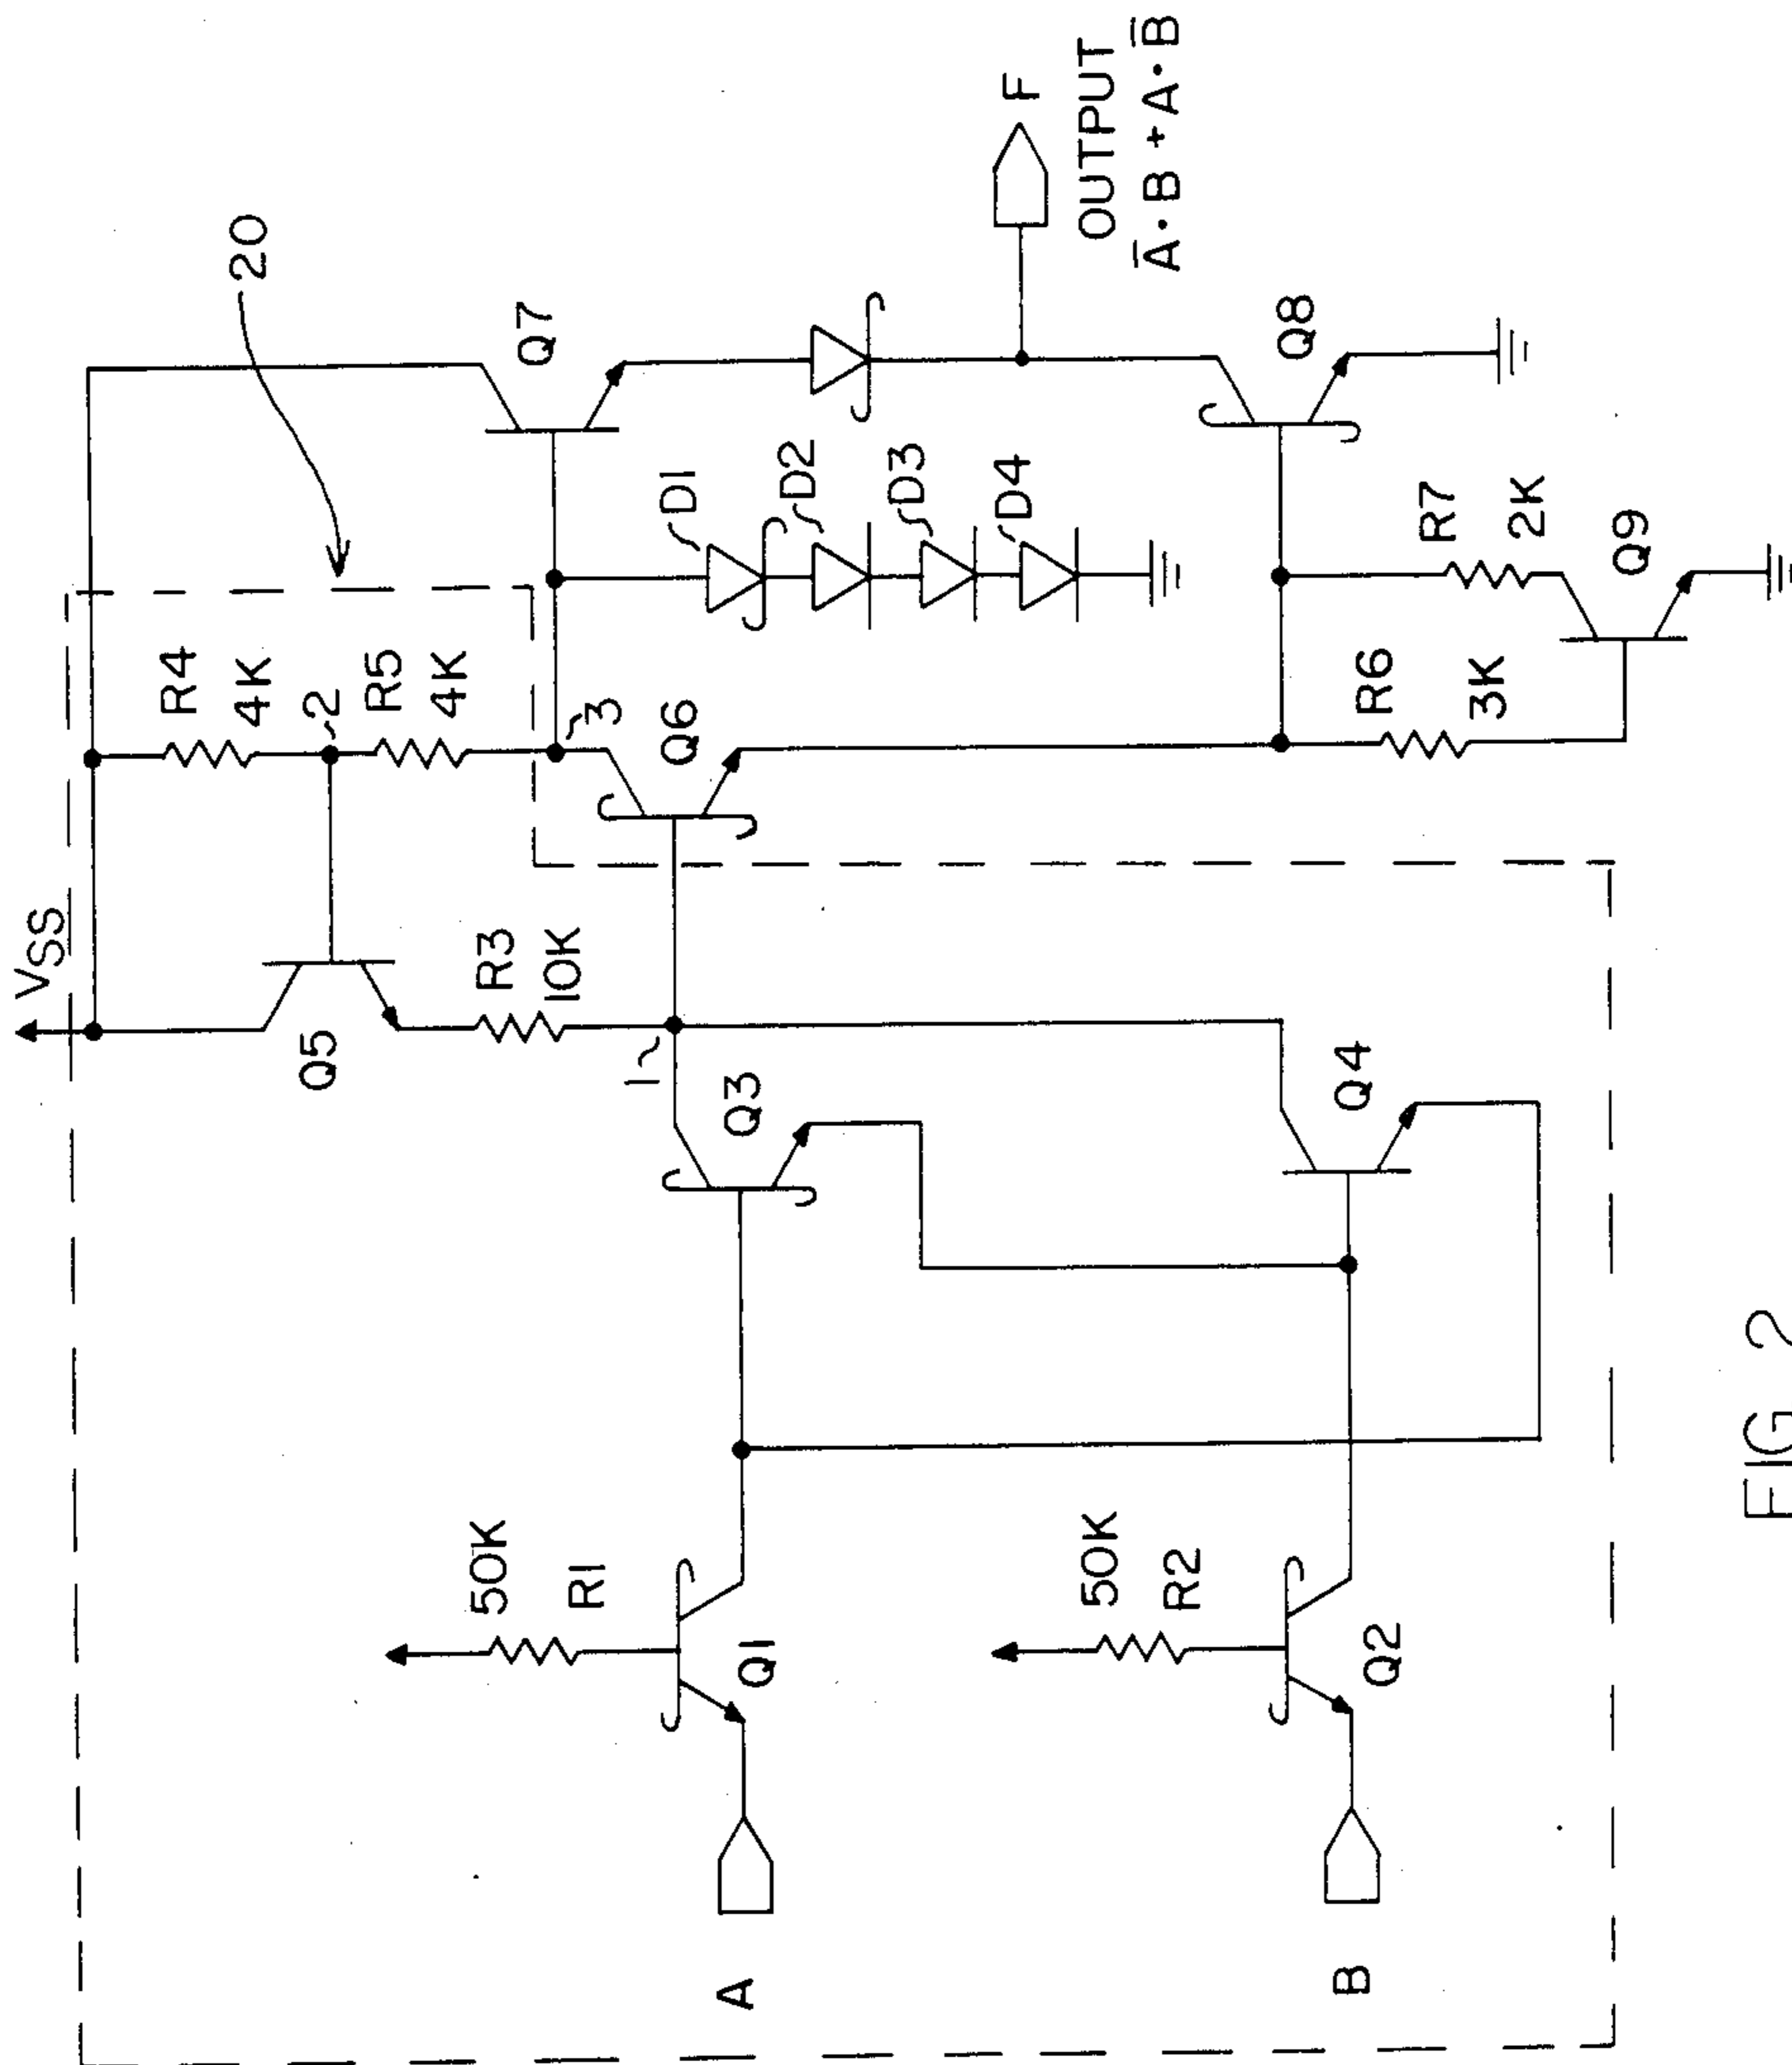 VSS
20
R4
4K
2
R5
4K
Q5
R3
10K
1
3
Q6
Q7
D1
D2
D3
D4
F
OUTPUT
A̅·B + A·B̅
Q3
Q4
Q8
R7
2K
R6
3K
Q9
50K
R1
Q1
50K
R2
Q2
A
B
FIG 2